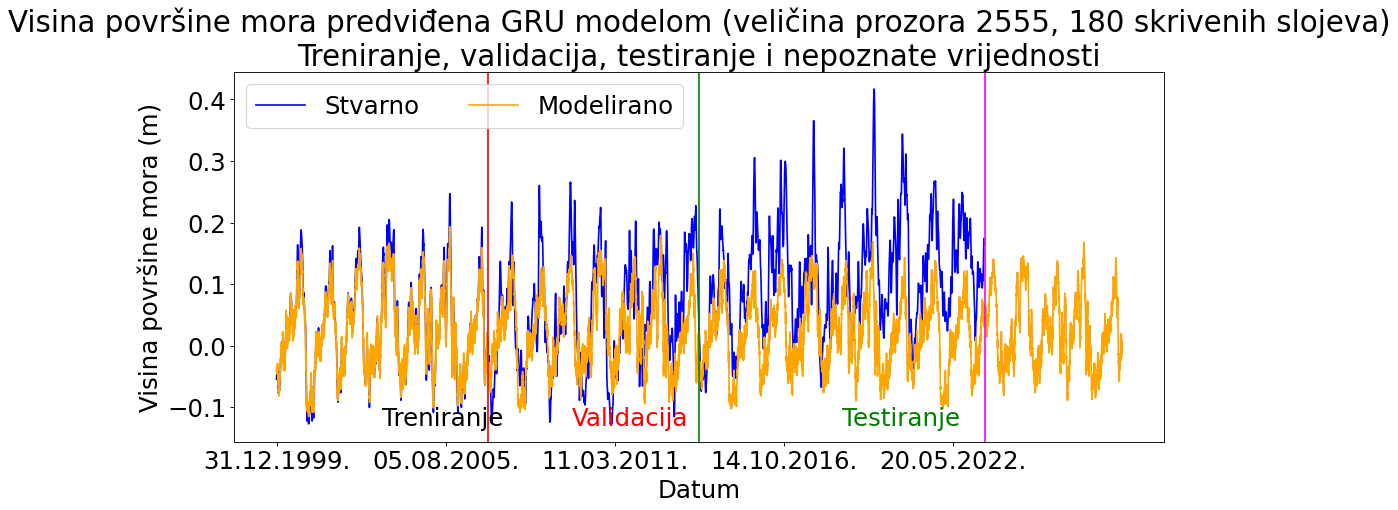 Visina površine mora predviđena GRU modelom (veličina prozora 2555, 180 skrivenih slojeva)
Treniranje, validacija, testiranje i nepoznate vrijednosti
Stvarno Modelirano
Visina površine mora (m)
0.4
0.3
0.2
0.1
0.0
−0.1
Treniranje Validacija Testiranje
31.12.1999. 05.08.2005. 11.03.2011. 14.10.2016. 20.05.2022.
Datum